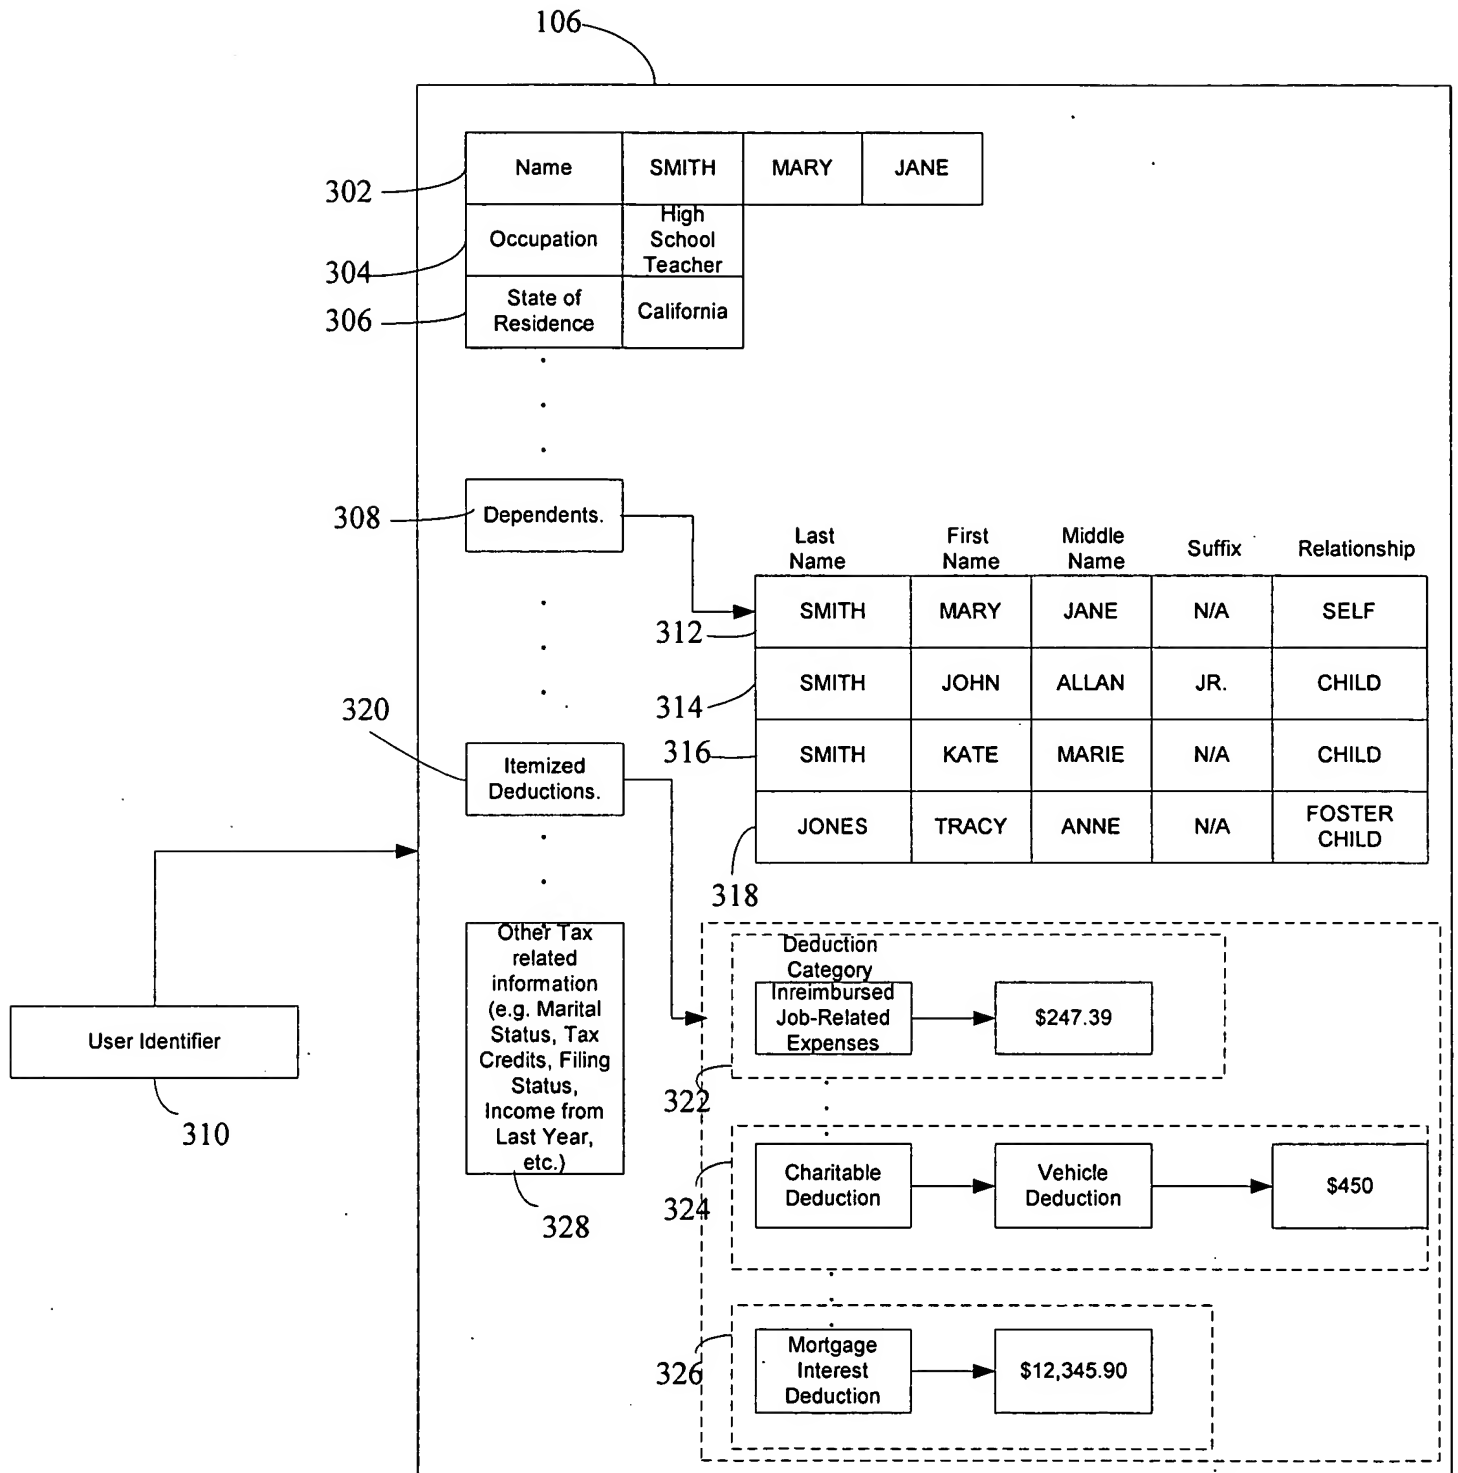 106
302
Name SMITH MARY JANE
304
Occupation
High
School
Teacher
306
State of
Residence
California
308
Dependents.
Last
Name
First
Name
Middle
Name
Suffix
Relationship
312
SMITH MARY JANE N/A SELF
314
SMITH JOHN ALLAN JR. CHILD
316
SMITH KATE MARIE N/A CHILD
318
JONES TRACY ANNE N/A
FOSTER
CHILD
320
Itemized
Deductions.
User Identifier
310
Other Tax
related
information
(e.g. Marital
Status, Tax
Credits, Filing
Status,
Income from
Last Year,
etc.)
328
Deduction
Category
Inreimbursed
Job-Related
Expenses
$247.39
322
Charitable
Deduction
Vehicle
Deduction
$450
324
Mortgage
Interest
Deduction
$12,345.90
326